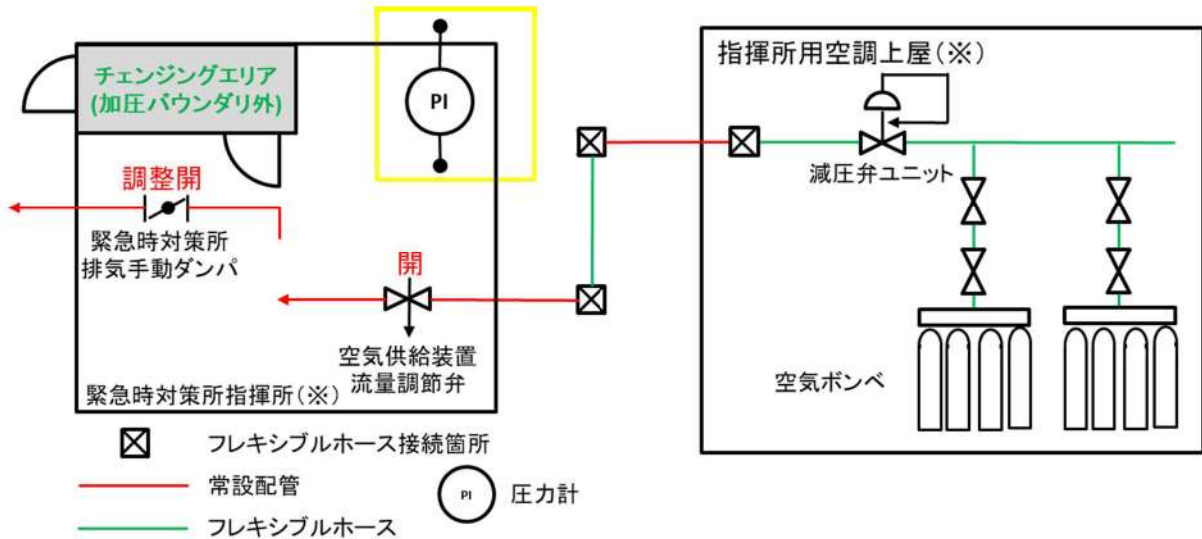 チェンジングエリア
(加圧バウンダリ外)
PI
指揮所用空調上屋(※)
減圧弁ユニット
調整開
緊急時対策所
排気手動ダンパ
開
空気供給装置
流量調節弁
緊急時対策所指揮所(※)
空気ボンベ
フレキシブルホース接続箇所
常設配管
PI
圧力計
フレキシブルホース